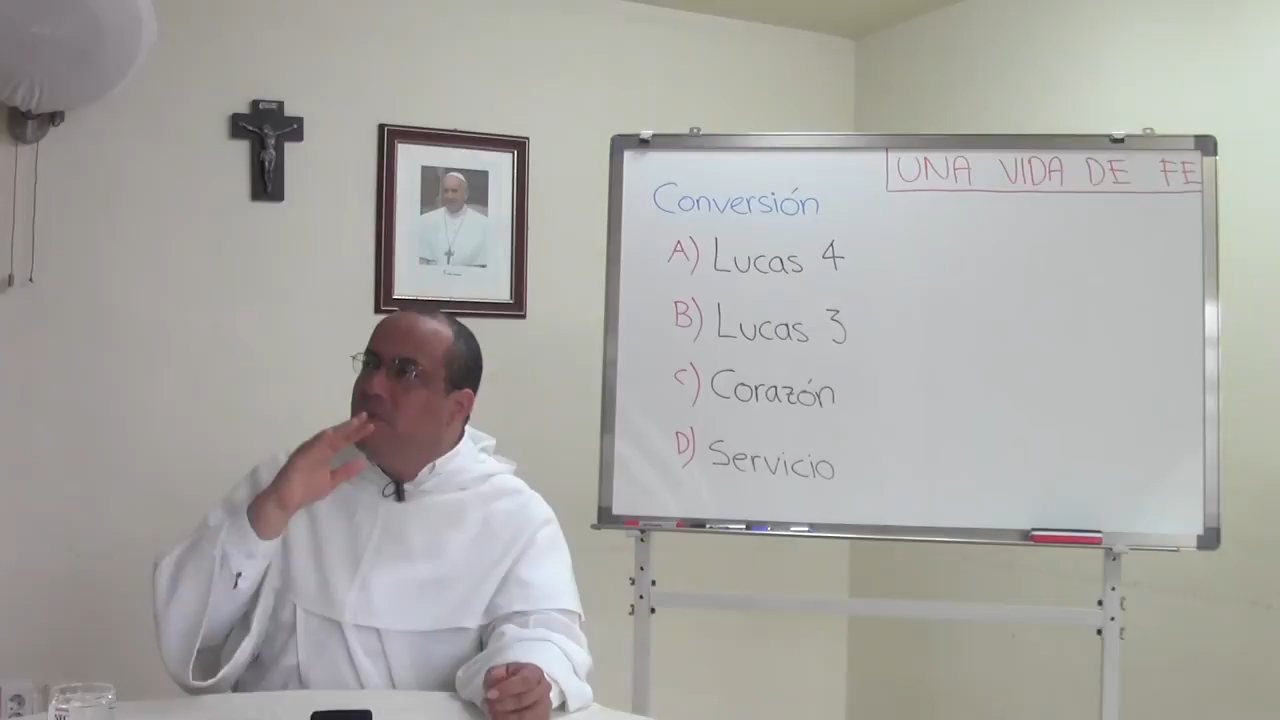 UNA VIDA DE FE
Conversión
A) Lucas 4
B) Lucas 3
C) Corazón
D) Servicio